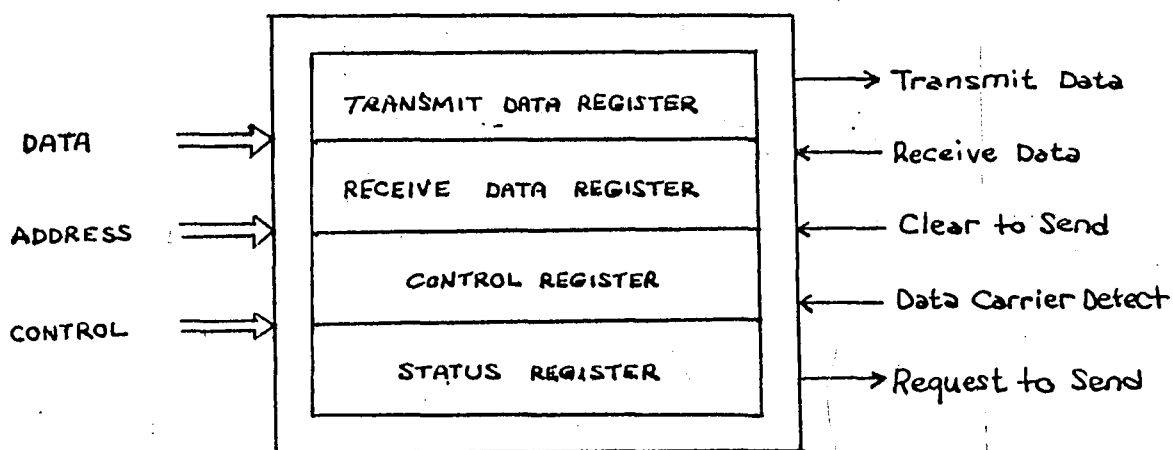 DATA
ADDRESS
CONTROL
TRANSMIT DATA REGISTER
RECEIVE DATA REGISTER
CONTROL REGISTER
STATUS REGISTER
Transmit Data
Receive Data
Clear to Send
Data Carrier Detect
Request to Send